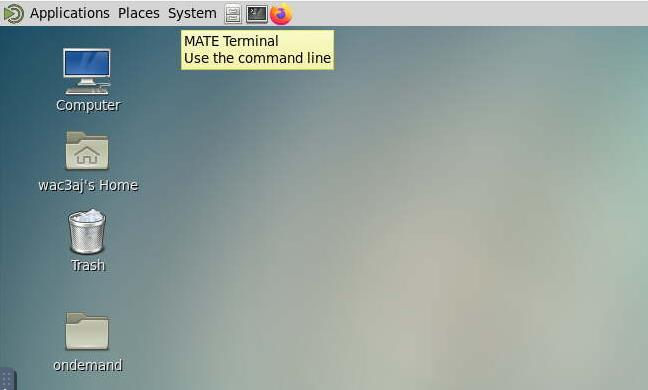 Applications Places System
MATE Terminal
Use the command line
Computer
wac3aj's Home
Trash
ondemand